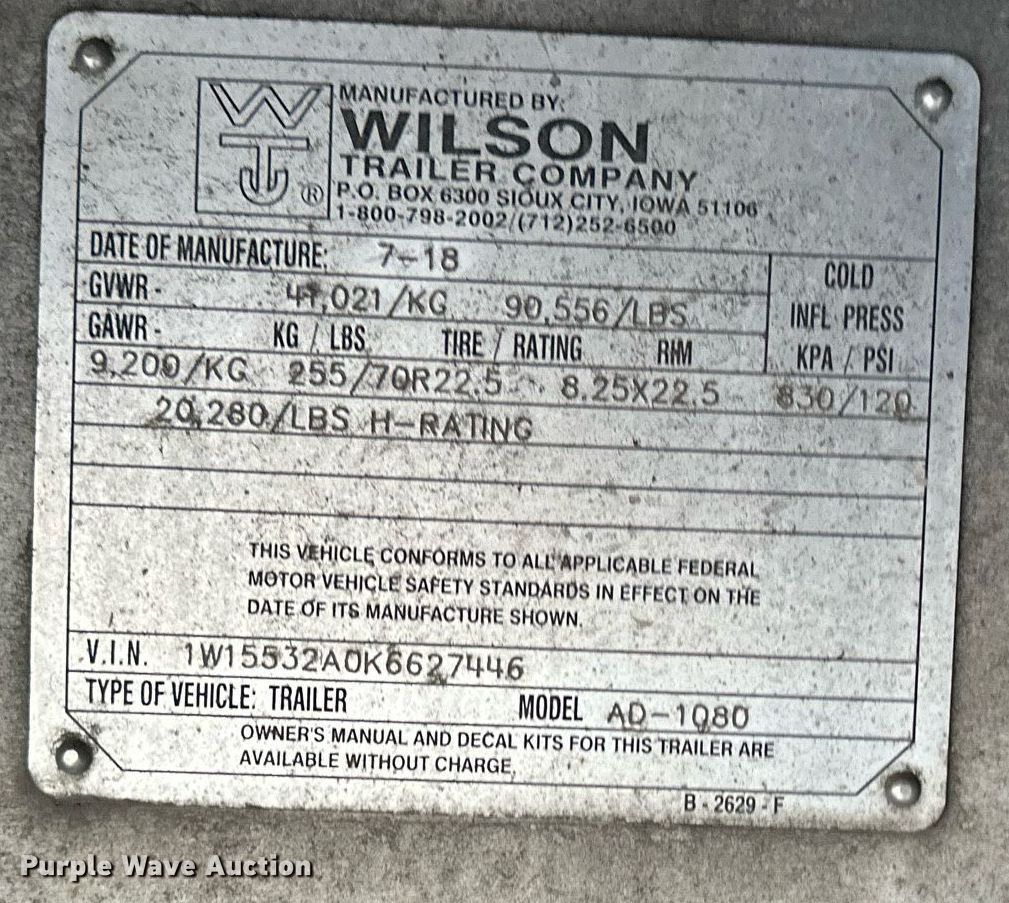 MANUFACTURED BY:
WILSON
TRAILER COMPANY
®
P.O. BOX 6300 SIOUX CITY, IOWA 51106
1-800-798-2002/(712)252-6500
DATE OF MANUFACTURE: 7-18
COLD
INFL PRESS
KPA / PSI
GVWR - 41,021/KG 90,556/LBS
GAWR - KG / LBS TIRE / RATING RIM
9,200/KG 255/70R22.5 8.25X22.5 830/120
20,280/LBS H-RATING
THIS VEHICLE CONFORMS TO ALL APPLICABLE FEDERAL
MOTOR VEHICLE SAFETY STANDARDS IN EFFECT ON THE
DATE OF ITS MANUFACTURE SHOWN.
V.I.N. 1W15532A0K6627446
TYPE OF VEHICLE: TRAILER MODEL AD-1080
OWNER'S MANUAL AND DECAL KITS FOR THIS TRAILER ARE
AVAILABLE WITHOUT CHARGE.
B - 2629 - F
Purple Wave Auction